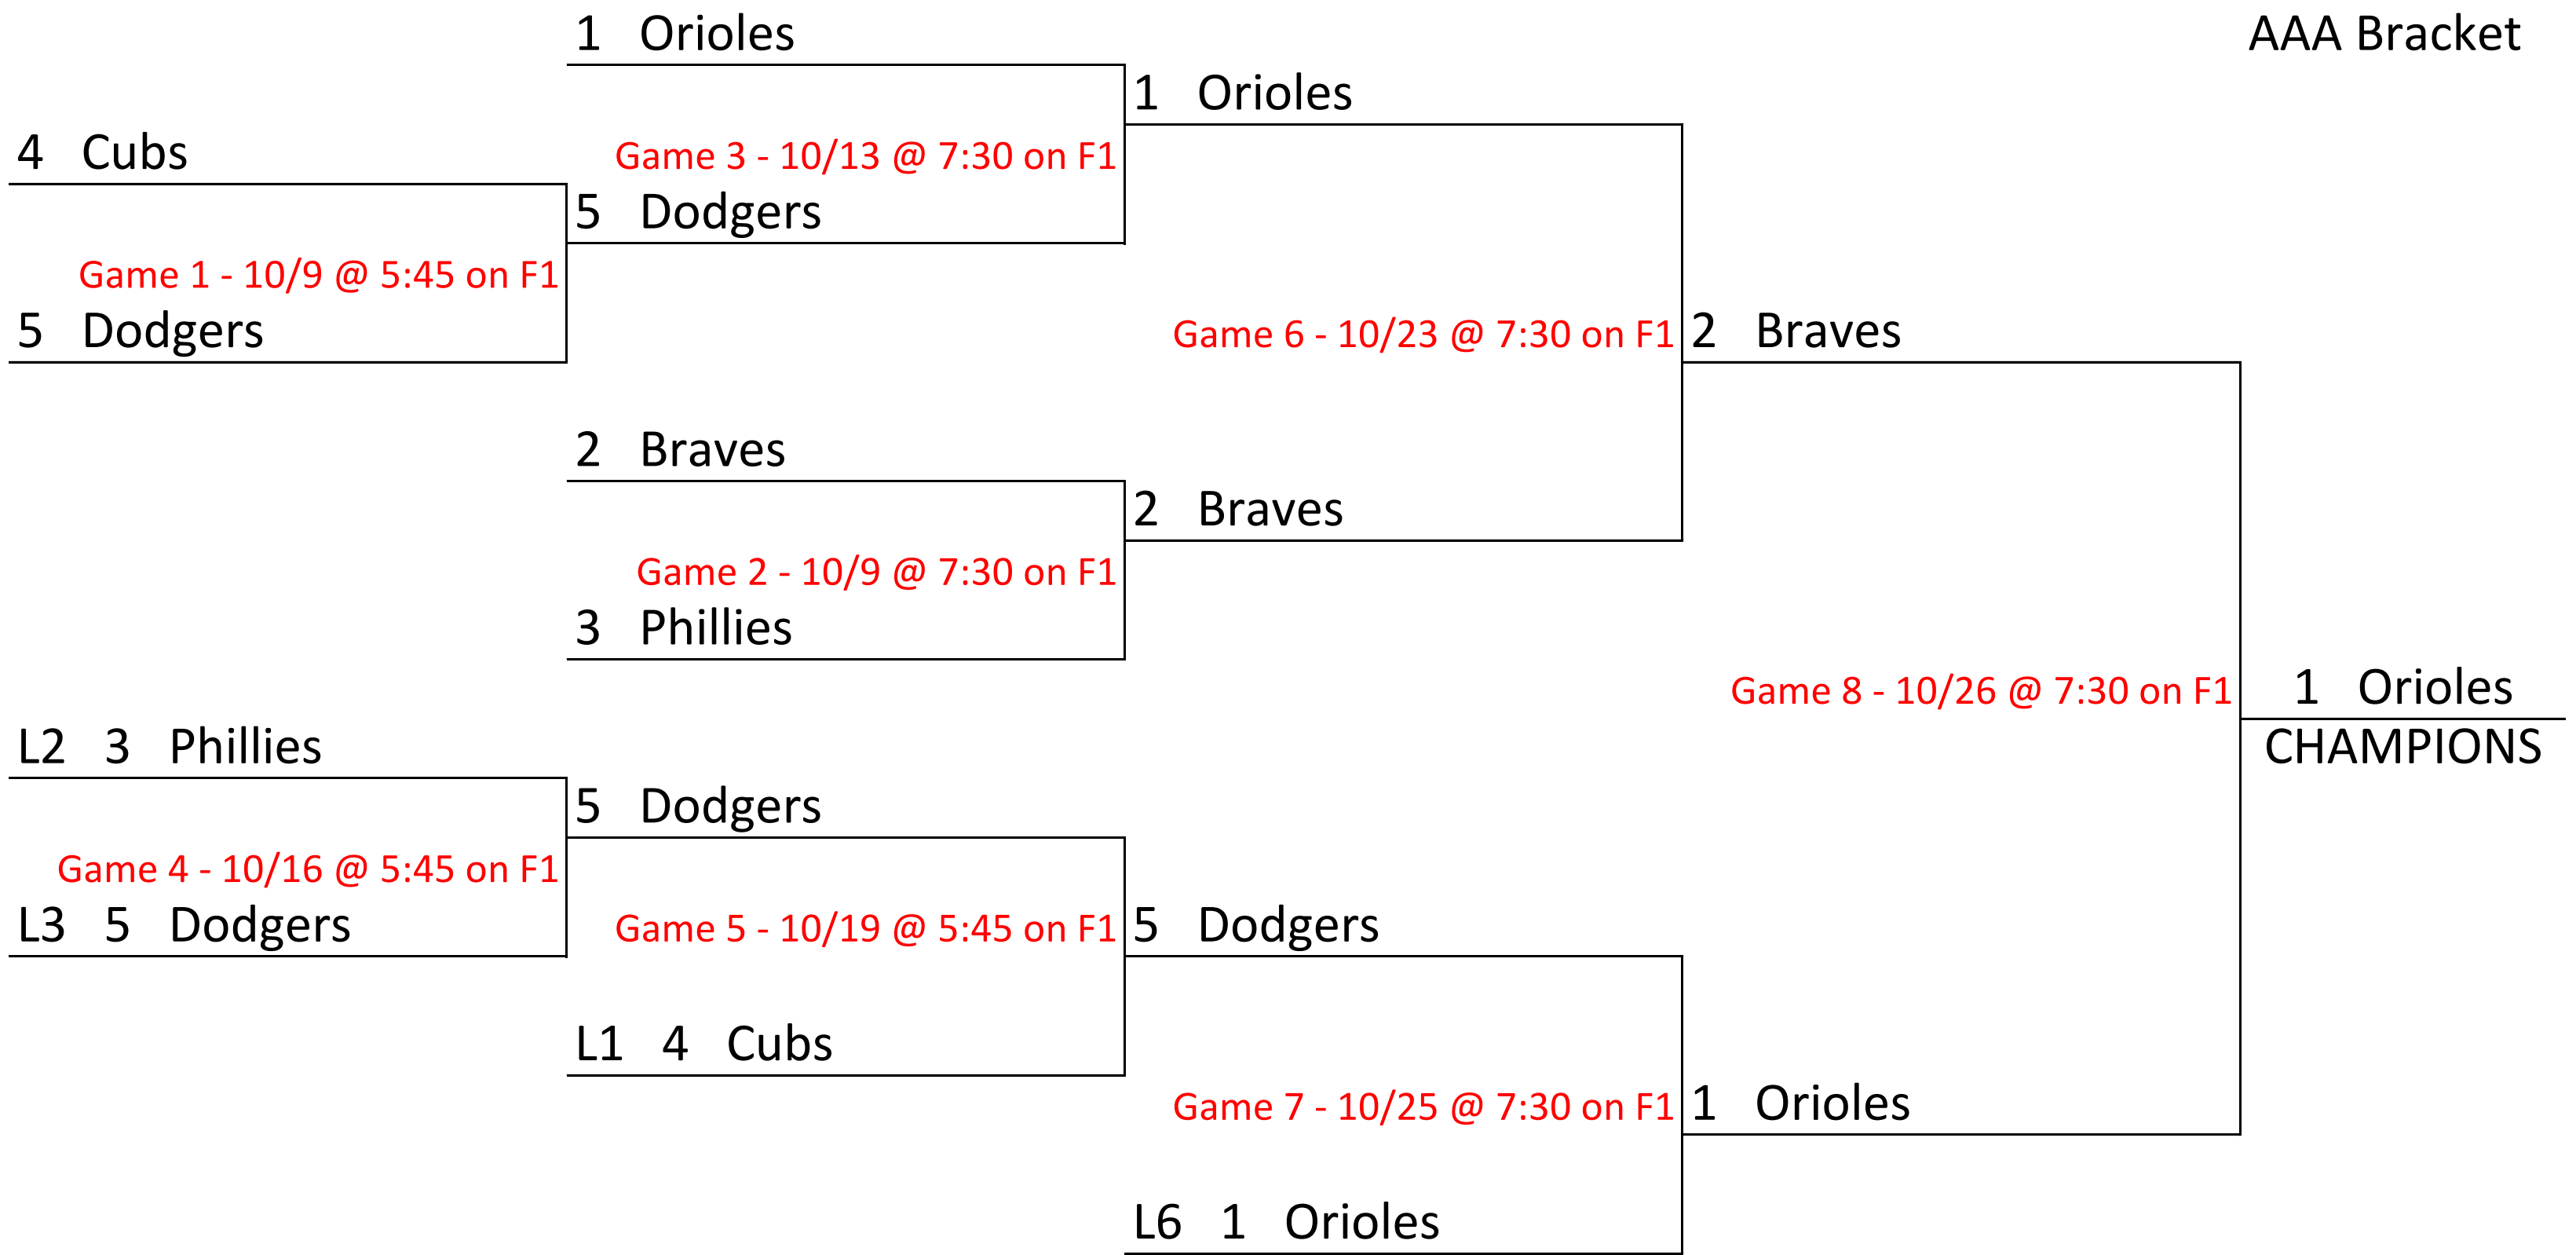 1 Orioles
AAA Bracket
1 Orioles
4 Cubs
Game 3 - 10/13 @ 7:30 on F1
5 Dodgers
Game 1 - 10/9 @ 5:45 on F1
5 Dodgers
Game 6 - 10/23 @ 7:30 on F1
2 Braves
2 Braves
2 Braves
Game 2 - 10/9 @ 7:30 on F1
3 Phillies
Game 8 - 10/26 @ 7:30 on F1
1 Orioles
CHAMPIONS
L2 3 Phillies
5 Dodgers
Game 4 - 10/16 @ 5:45 on F1
L3 5 Dodgers
Game 5 - 10/19 @ 5:45 on F1
5 Dodgers
L1 4 Cubs
Game 7 - 10/25 @ 7:30 on F1
1 Orioles
L6 1 Orioles